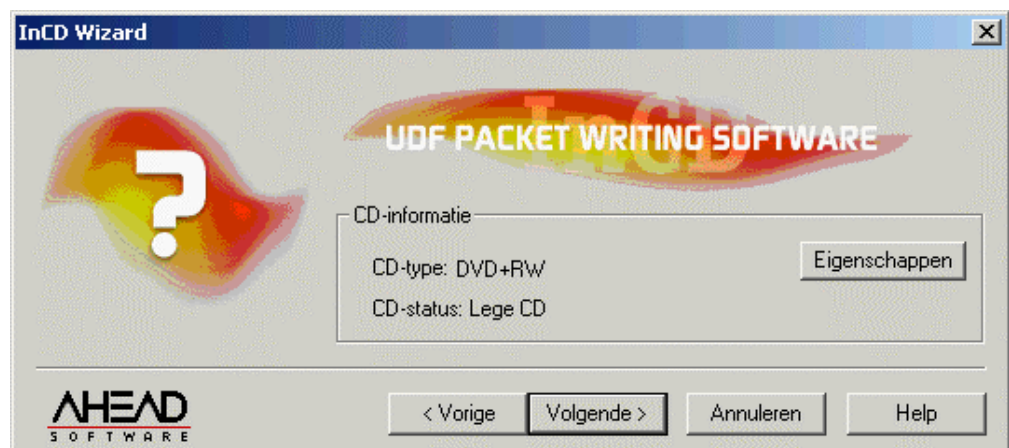 InCD Wizard
InCD
UDF PACKET WRITING SOFTWARE
CD-informatie
CD-type: DVD+RW
Eigenschappen
CD-status: Lege CD
?
AHEAD
SOFTWARE
< Vorige
Volgende >
Annuleren
Help